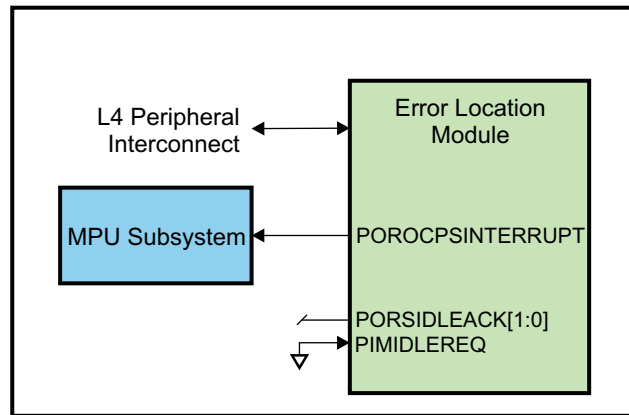 L4 Peripheral
Interconnect
Error Location
Module
MPU Subsystem
POROCPSINTERRUPT
PORSIDLEACK[1:0]
PIMIDLEREQ